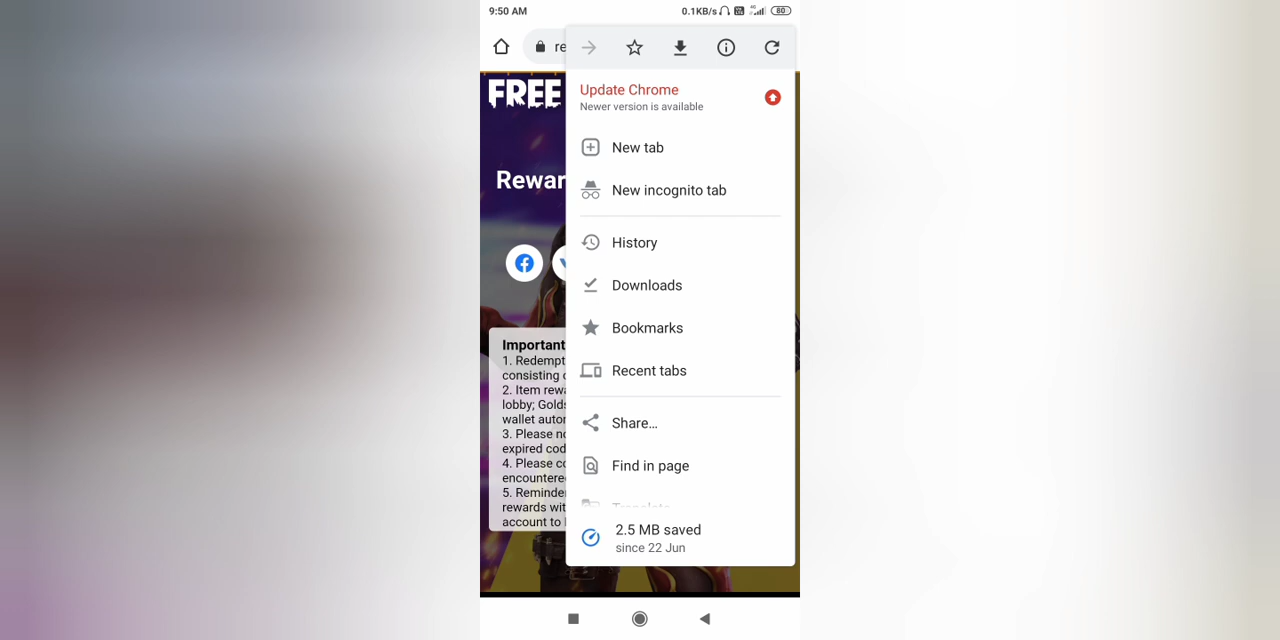 9:50 AM
0.1KB/s
80
re
Update Chrome
Newer version is available
FREE
New tab
Rewar
New incognito tab
History
Downloads
Bookmarks
Recent tabs
Share...
Find in page
Translate
2.5 MB saved
since 22 Jun
Important
1. Redempt
consisting
2. Item rewa
lobby; Golds
wallet autor
3. Please no
expired cod
4. Please co
encountere
5. Reminde
rewards wit
account to